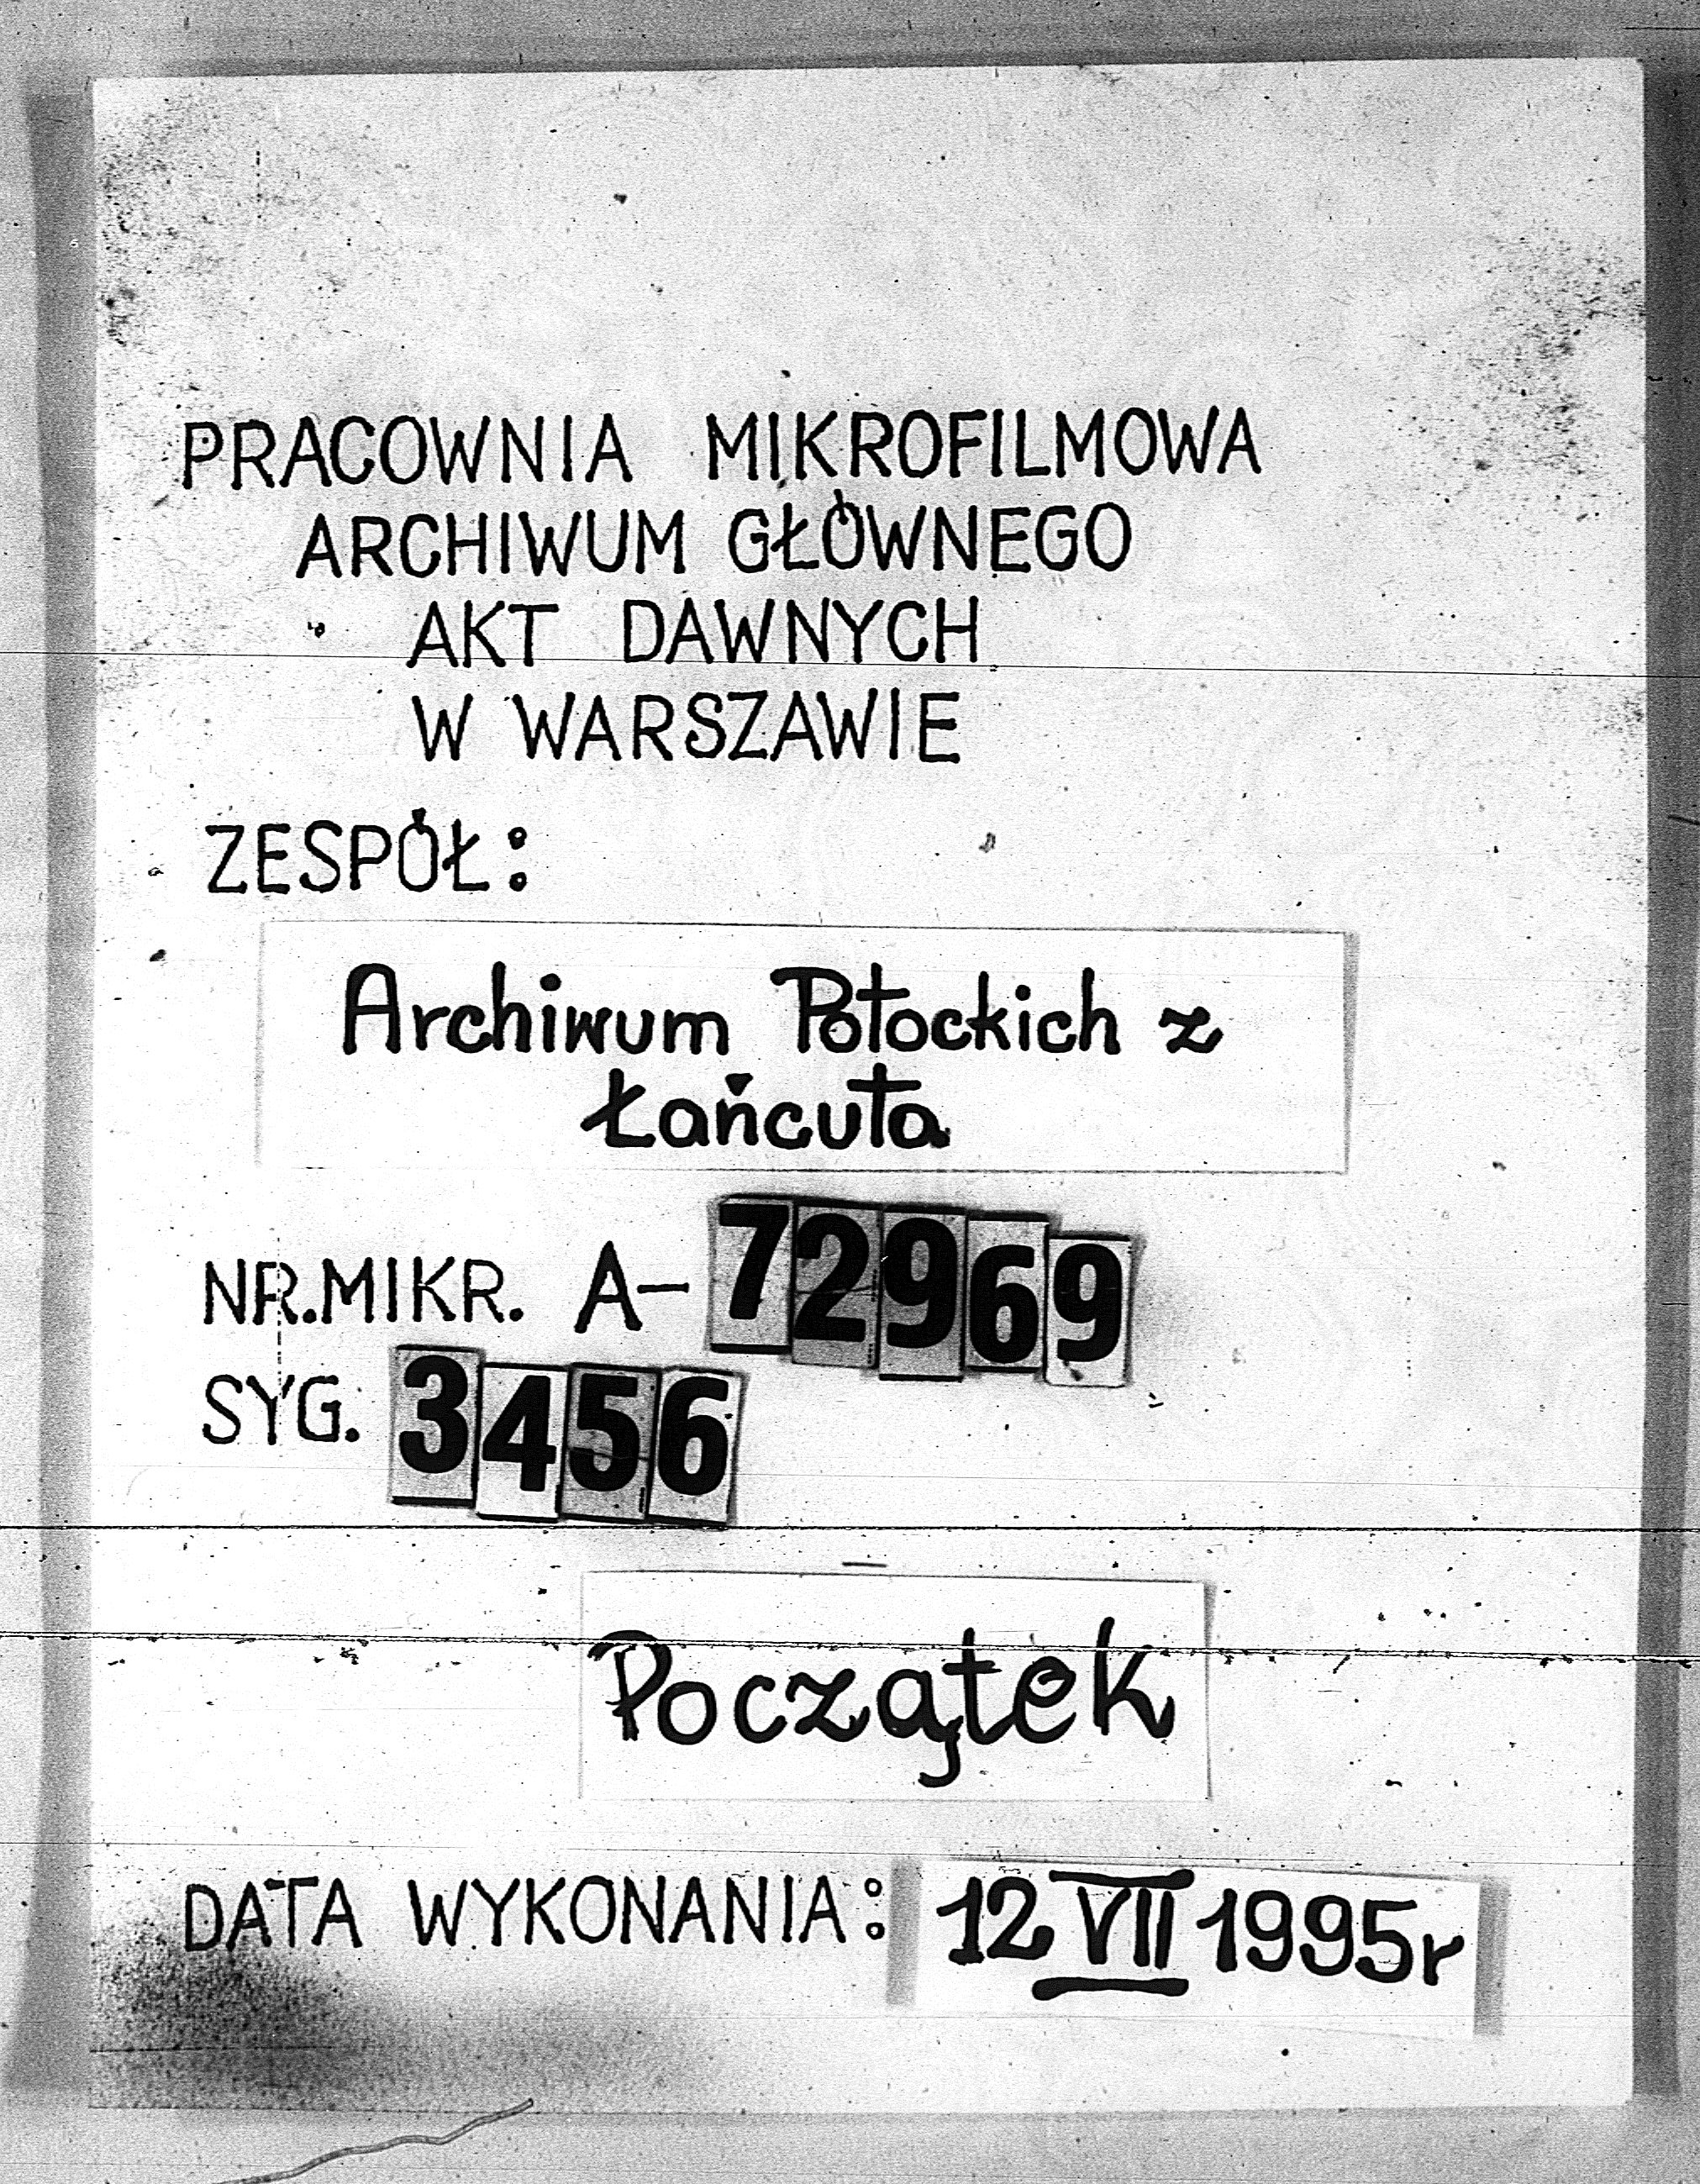 PRACOWNIA MIKROFILMOWA
ARCHIWUM GŁÓWNEGO
AKT DAWNYCH
W WARSZAWIE
ZESPÓŁ:
Archiwum Potockich z
Łańcuta
NR.MIKR. A-72969
SYG. 3456
Początek
DATA WYKONANIA: 12 VII 1995r